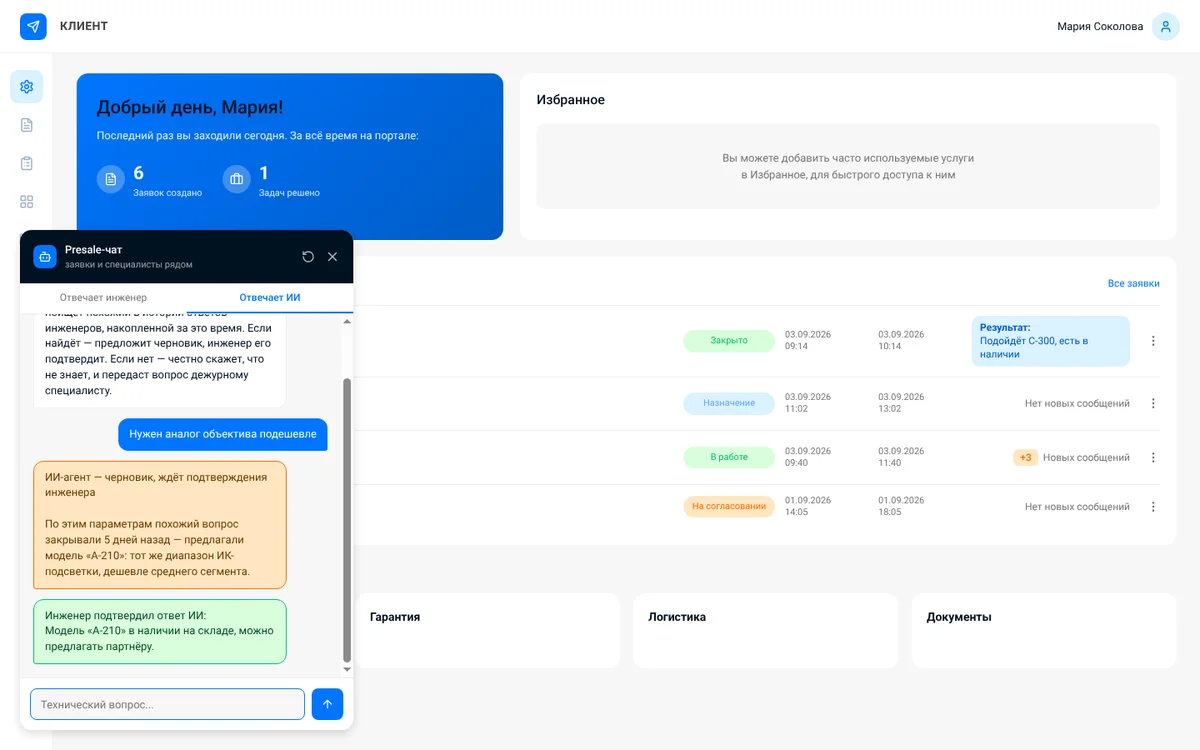 КЛИЕНТ
Мария Соколова
Добрый день, Мария!
Последний раз вы заходили сегодня. За всё время на портале:
6
Заявок создано
1
Задач решено
Избранное
Вы можете добавить часто используемые услуги
в Избранное, для быстрого доступа к ним
Все заявки
Закрыто
03.09.2026
09:14
03.09.2026
10:14
Результат:
Подойдёт С-300, есть в
наличии
Назначение
03.09.2026
11:02
03.09.2026
13:02
Нет новых сообщений
В работе
03.09.2026
09:40
03.09.2026
11:40
+3
Новых сообщений
На согласовании
01.09.2026
14:05
01.09.2026
18:05
Нет новых сообщений
Гарантия
Логистика
Документы
Presale-чат
заявки и специалисты рядом
Отвечает инженер
Отвечает ИИ
поищет похожий в истории ответов
инженеров, накопленной за это время. Если
найдёт — предложит черновик, инженер его
подтвердит. Если нет — честно скажет, что
не знает, и передаст вопрос дежурному
специалисту.
Нужен аналог объектива подешевле
ИИ-агент — черновик, ждёт подтверждения
инженера
По этим параметрам похожий вопрос
закрывали 5 дней назад — предлагали
модель «А-210»: тот же диапазон ИК-
подсветки, дешевле среднего сегмента.
Инженер подтвердил ответ ИИ:
Модель «А-210» в наличии на складе, можно
предлагать партнёру.
Технический вопрос...